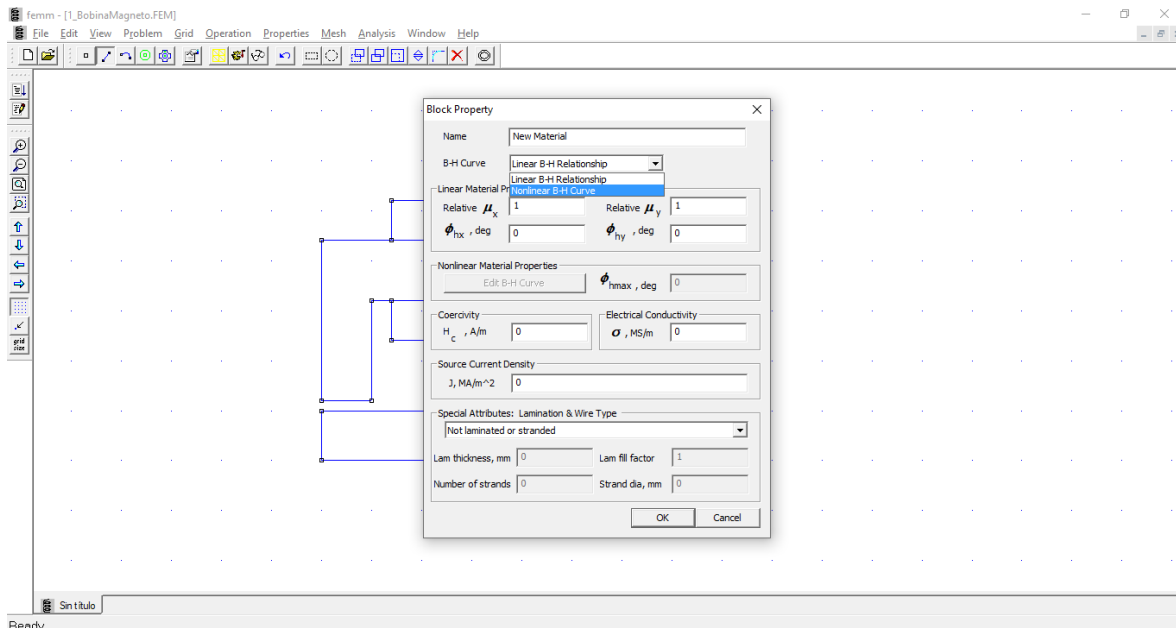 femm - [1_BobinaMagneto.FEM]
File Edit View Problem Grid Operation Properties Mesh Analysis Window Help
Block Property
Name New Material
B-H Curve Linear B-H Relationship
Linear B-H Relationship
Nonlinear B-H Curve
Linear Material Pr
Relative μx 1 Relative μy 1
ϕhx , deg 0 ϕhy , deg 0
Nonlinear Material Properties
Edit B-H Curve ϕhmax , deg 0
Coercivity Electrical Conductivity
Hc , A/m 0 σ , MS/m 0
Source Current Density
J, MA/m^2 0
Special Attributes: Lamination & Wire Type
Not laminated or stranded
Lam thickness, mm 0 Lam fill factor 1
Number of strands 0 Strand dia, mm 0
OK Cancel
grid
size
Sin título
Ready